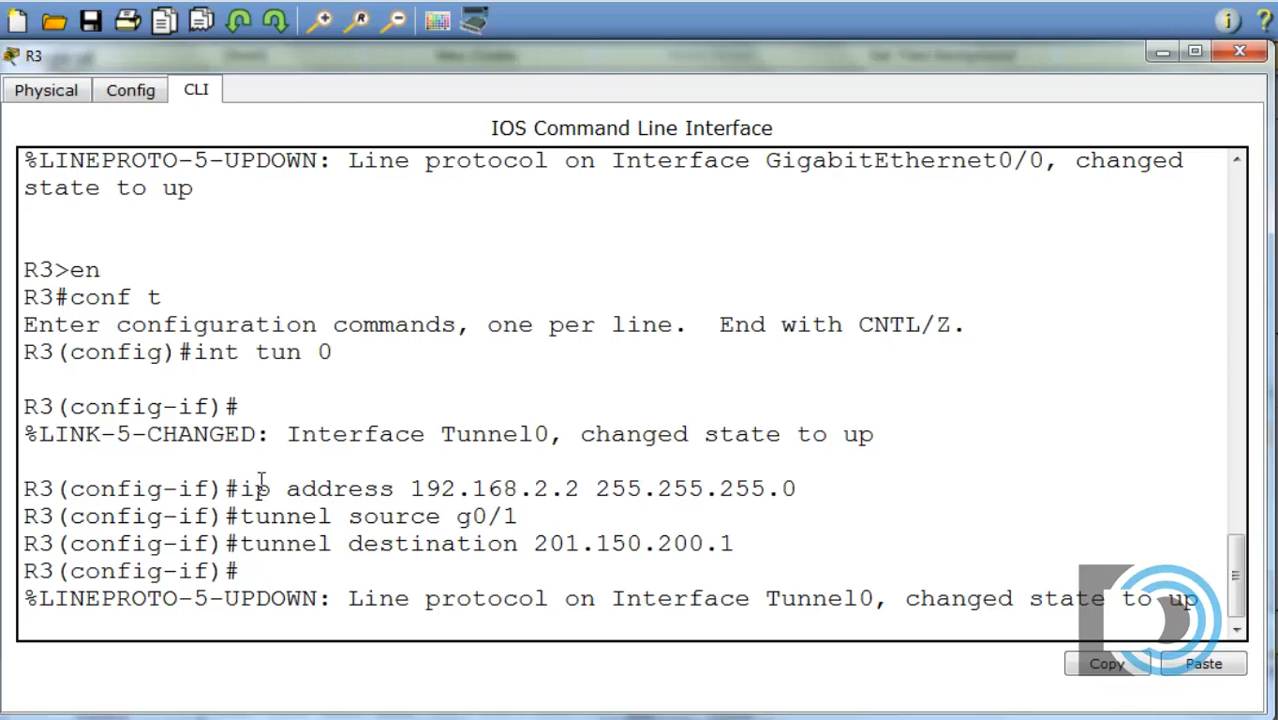 R3
Physical Config CLI
IOS Command Line Interface
%LINEPROTO-5-UPDOWN: Line protocol on Interface GigabitEthernet0/0, changed
state to up
R3>en
R3#conf t
Enter configuration commands, one per line.  End with CNTL/Z.
R3(config)#int tun 0
R3(config-if)#
%LINK-5-CHANGED: Interface Tunnel0, changed state to up
R3(config-if)#ip address 192.168.2.2 255.255.255.0
R3(config-if)#tunnel source g0/1
R3(config-if)#tunnel destination 201.150.200.1
R3(config-if)#
%LINEPROTO-5-UPDOWN: Line protocol on Interface Tunnel0, changed state to up
Copy Paste